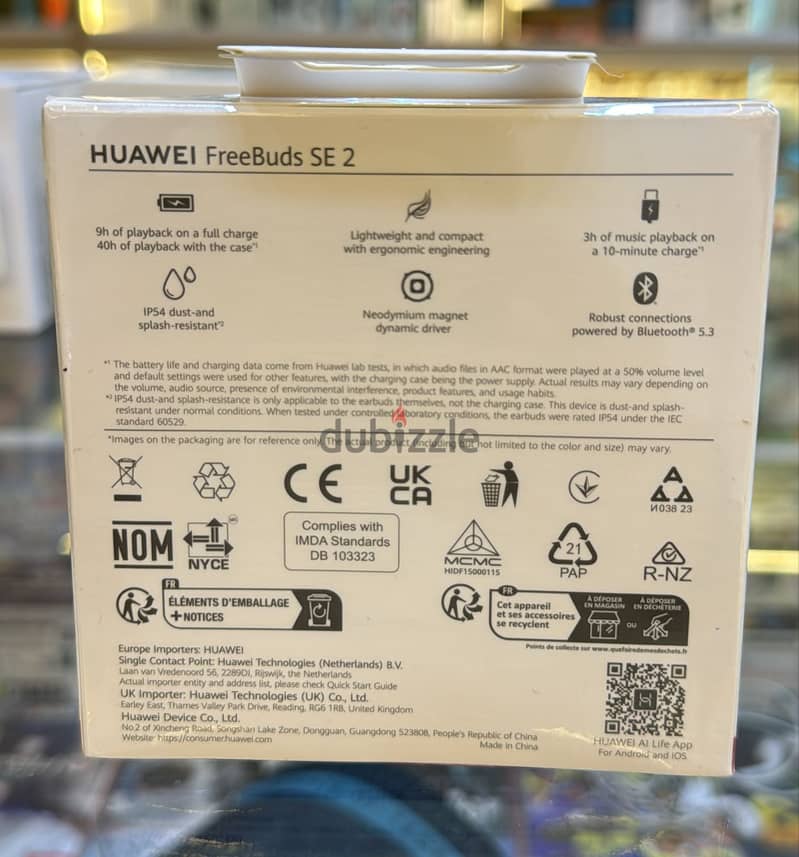 HUAWEI FreeBuds SE 2
9h of playback on a full charge
40h of playback with the case*1
Lightweight and compact
with ergonomic engineering
3h of music playback on
a 10-minute charge*1
IP54 dust-and
splash-resistant*2
Neodymium magnet
dynamic driver
Robust connections
powered by Bluetooth® 5.3
*1 The battery life and charging data come from Huawei lab tests, in which audio files in AAC format were played at a 50% volume level
and default settings were used for other features, with the charging case being the power supply. Actual results may vary depending on
the volume, audio source, presence of environmental interference, product features, and usage habits.
*2 IP54 dust-and splash-resistance is only applicable to the earbuds themselves, not the charging case. This device is dust-and splash-
resistant under normal conditions. When tested under controlled laboratory conditions, the earbuds were rated IP54 under the IEC
standard 60529.
*Images on the packaging are for reference only. The actual product (including but not limited to the color and size) may vary.
dubizzle
CE
UK
CA
И038 23
NOM
NYCE
Complies with
IMDA Standards
DB 103323
MCMC
HIDF15000115
21
PAP
R-NZ
FR
ÉLÉMENTS D'EMBALLAGE
+ NOTICES
FR
Cet appareil
et ses accessoires
se recyclent
À DÉPOSER
EN MAGASIN
OU
À DÉPOSER
EN DÉCHÈTERIE
Points de collecte sur www.quefairedemesdechets.fr
Europe Importers: HUAWEI
Single Contact Point: Huawei Technologies (Netherlands) B.V.
Laan van Vredenoord 56, 2289DJ, Rijswijk, the Netherlands
Actual importer entity and address list, please check Quick Start Guide
UK Importer: Huawei Technologies (UK) Co., Ltd.
Earley East, Thames Valley Park Drive, Reading, RG6 1RB, United Kingdom
Huawei Device Co., Ltd.
No.2 of Xincheng Road, Songshan Lake Zone, Dongguan, Guangdong 523808, People's Republic of China
Website: https://consumer.huawei.com
Made in China
HUAWEI AI Life App
For Android and iOS